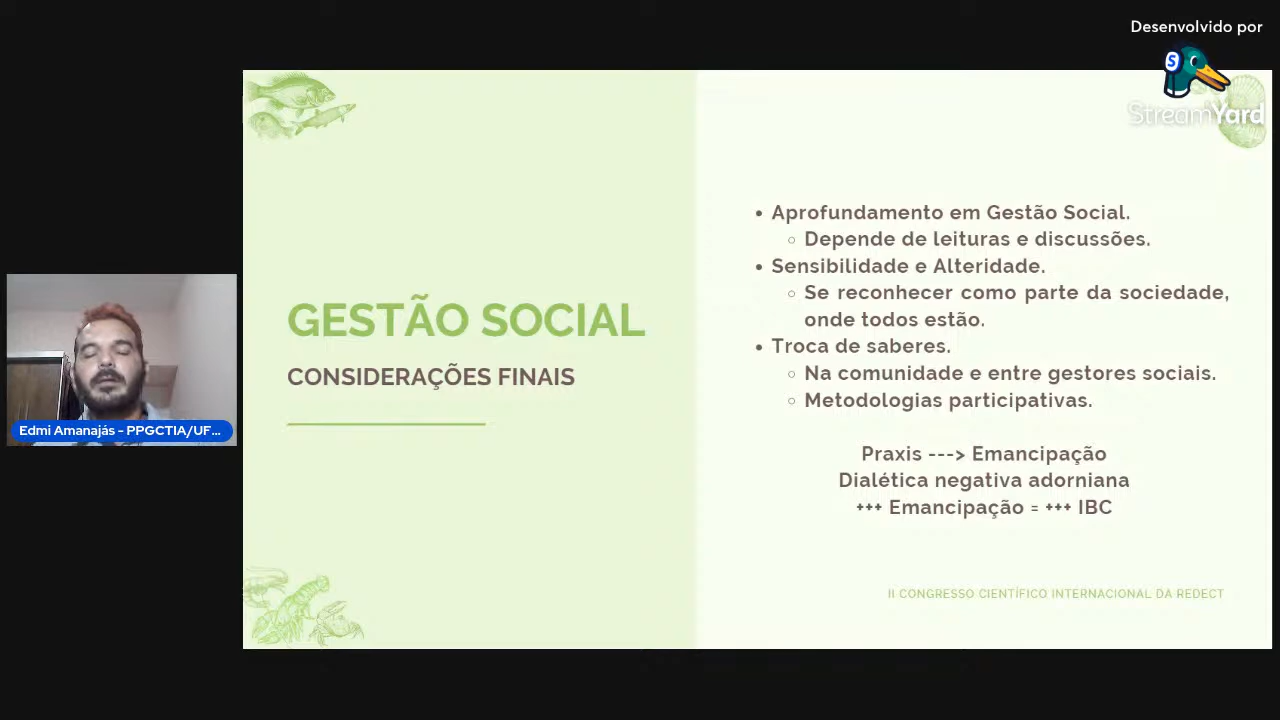 Desenvolvido por
StreamYard
GESTÃO SOCIAL
CONSIDERAÇÕES FINAIS
• Aprofundamento em Gestão Social.
○ Depende de leituras e discussões.
• Sensibilidade e Alteridade.
○ Se reconhecer como parte da sociedade,
onde todos estão.
• Troca de saberes.
○ Na comunidade e entre gestores sociais.
○ Metodologias participativas.
Praxis ---> Emancipação
Dialética negativa adorniana
+++ Emancipação = +++ IBC
II CONGRESSO CIENTÍFICO INTERNACIONAL DA REDECT
Edmi Amanajás - PPGCTIA/UF...